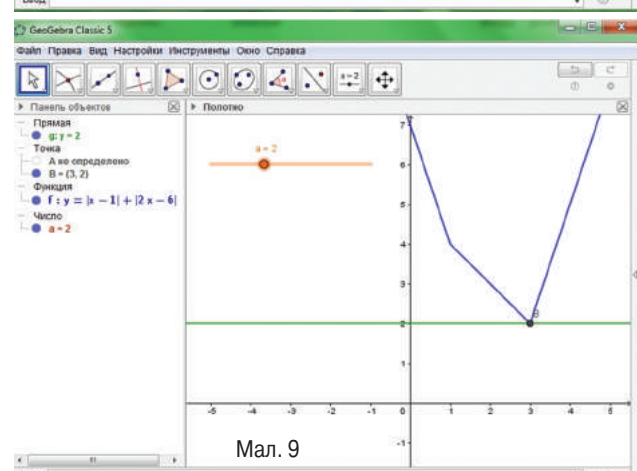 Ввод
GeoGebra Classic 5
Файл Правка Вид Настройки Инструменты Окно Справка
a = 2
Панель объектов
Полотно
Прямая
g: y = 2
Точка
A не определено
B = (3, 2)
Функция
f : y = |x − 1| + |2 x − 6|
Число
a = 2
a = 2
7
6
5
4
3
2
1
-1
-5 -4 -3 -2 -1 0 1 2 3 4 5
B
Мал. 9